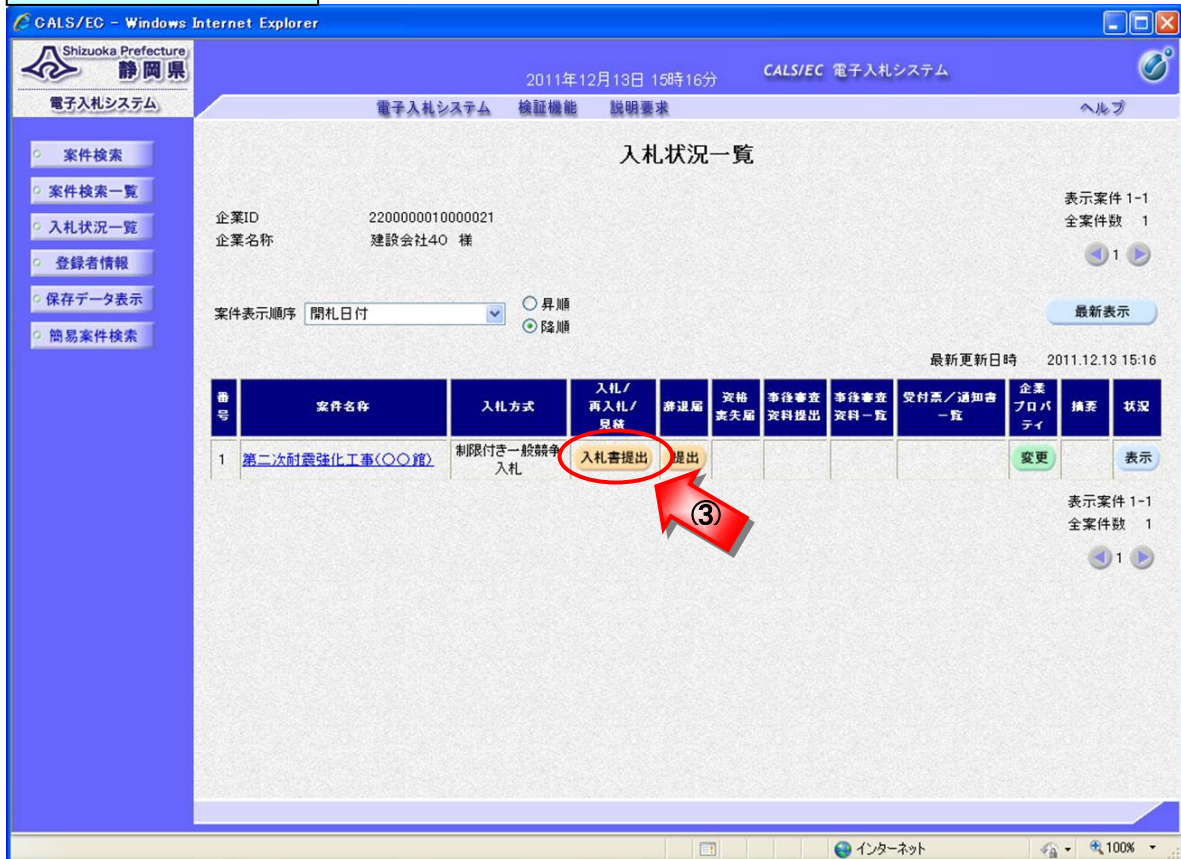 CALS/EC - Windows Internet Explorer
Shizuoka Prefecture
静岡県
2011年12月13日 15時16分
CALS/EC 電子入札システム
電子入札システム
電子入札システム 検証機能 説明要求
ヘルプ
案件検索
案件検索一覧
入札状況一覧
登録者情報
保存データ表示
簡易案件検索
入札状況一覧
表示案件 1-1
全案件数 1
1
企業ID 2200000010000021
企業名称 建設会社40 様
案件表示順序 開札日付
昇順
降順
最新表示
最新更新日時 2011.12.13 15:16
番号
案件名称
入札方式
入札/再入札/見積
辞退届
資格喪失届
事後審査資料提出
事後審査資料一覧
受付票/通知書一覧
企業プロパティ
摘要
状況
1
第二次耐震強化工事(〇〇館)
制限付き一般競争入札
入札書提出
提出
変更
表示
③
表示案件 1-1
全案件数 1
1
インターネット
100%